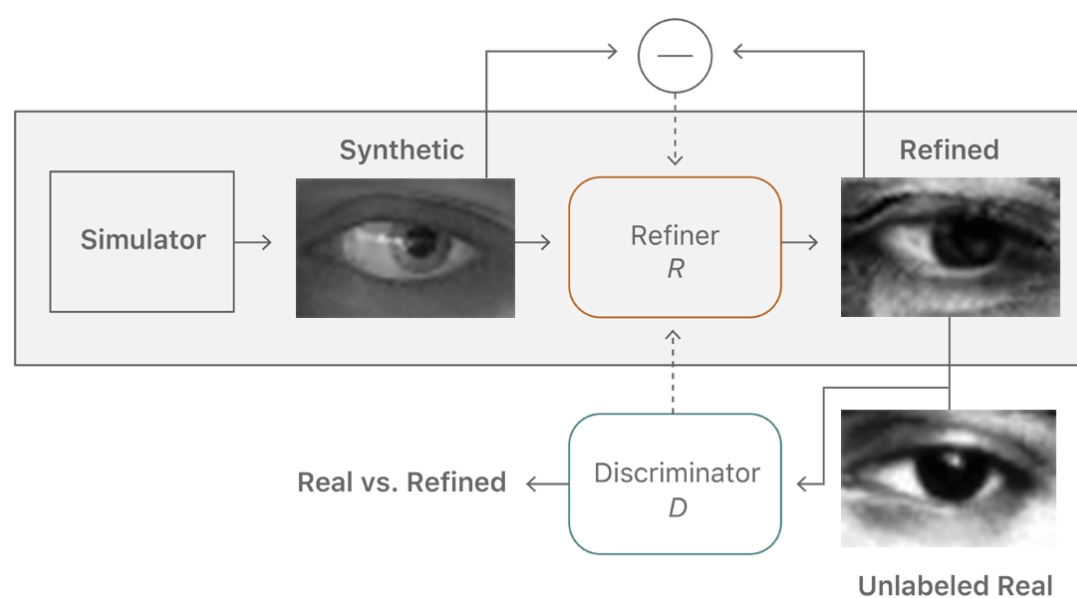 Synthetic
Refined
Simulator
Refiner
R
Discriminator
D
Real vs. Refined
Unlabeled Real